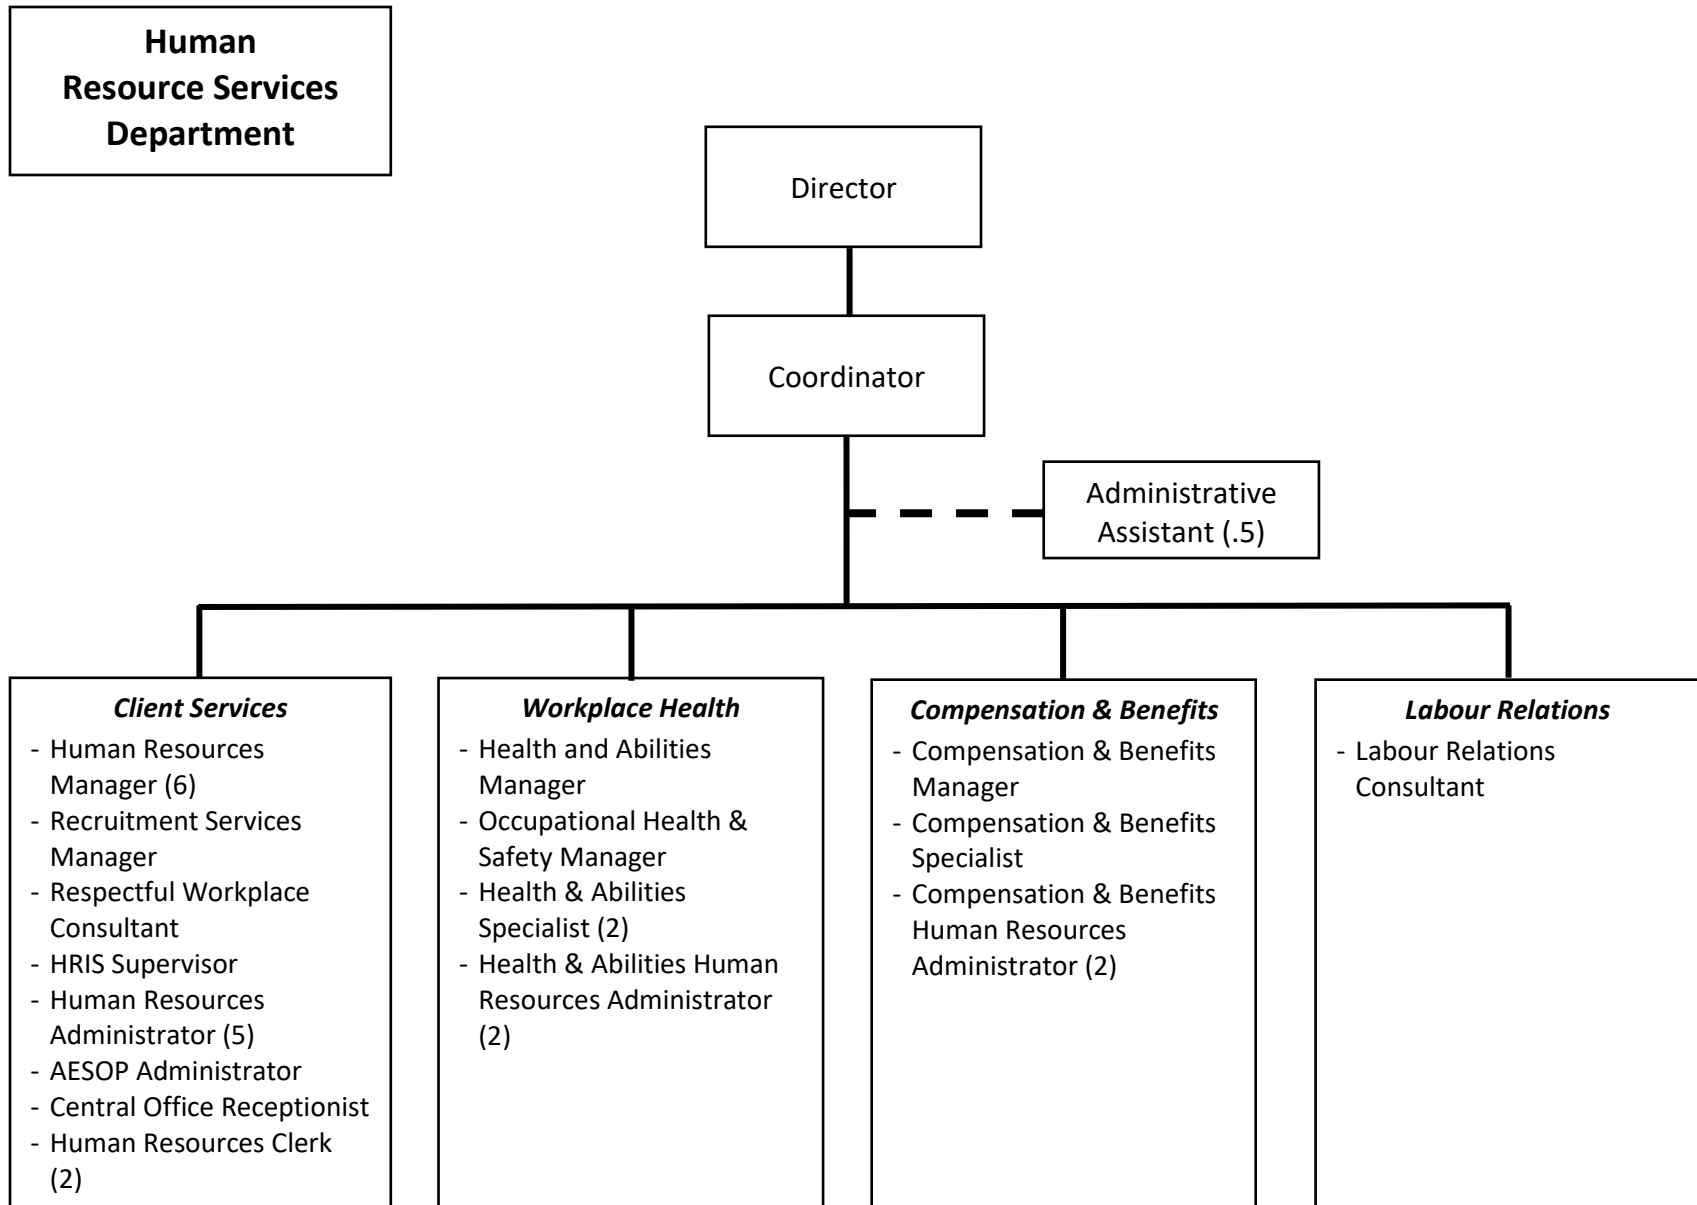 Human
Resource Services
Department
Director
Coordinator
Administrative
Assistant (.5)
Client Services
- Human Resources
Manager (6)
- Recruitment Services
Manager
- Respectful Workplace
Consultant
- HRIS Supervisor
- Human Resources
Administrator (5)
- AESOP Administrator
- Central Office Receptionist
- Human Resources Clerk
(2)
Workplace Health
- Health and Abilities
Manager
- Occupational Health &
Safety Manager
- Health & Abilities
Specialist (2)
- Health & Abilities Human
Resources Administrator
(2)
Compensation & Benefits
- Compensation & Benefits
Manager
- Compensation & Benefits
Specialist
- Compensation & Benefits
Human Resources
Administrator (2)
Labour Relations
- Labour Relations
Consultant